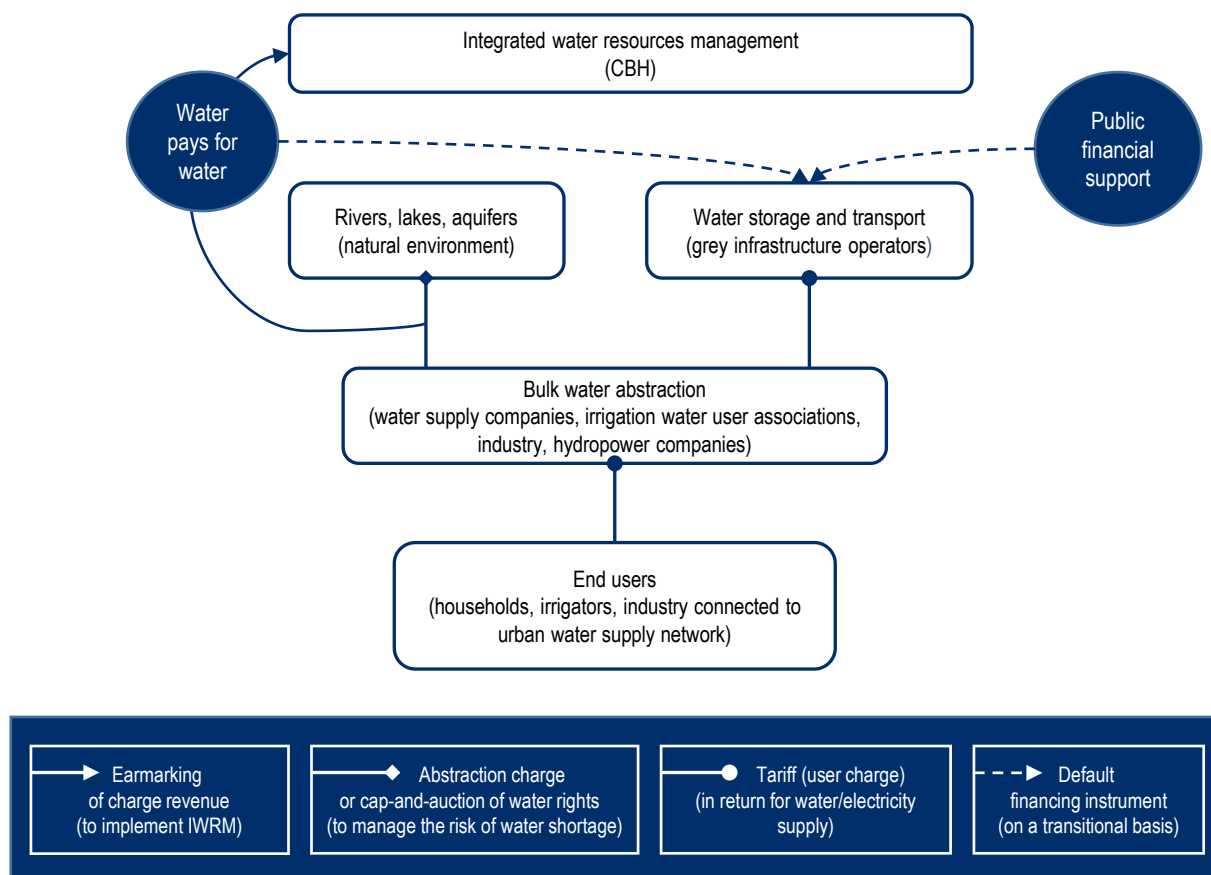 Integrated water resources management
(CBH)
Water
pays for
water
Public
financial
support
Rivers, lakes, aquifers
(natural environment)
Water storage and transport
(grey infrastructure operators)
Bulk water abstraction
(water supply companies, irrigation water user associations,
industry, hydropower companies)
End users
(households, irrigators, industry connected to
urban water supply network)
Earmarking
of charge revenue
(to implement IWRM)
Abstraction charge
or cap-and-auction of water rights
(to manage the risk of water shortage)
Tariff (user charge)
(in return for water/electricity
supply)
Default
financing instrument
(on a transitional basis)